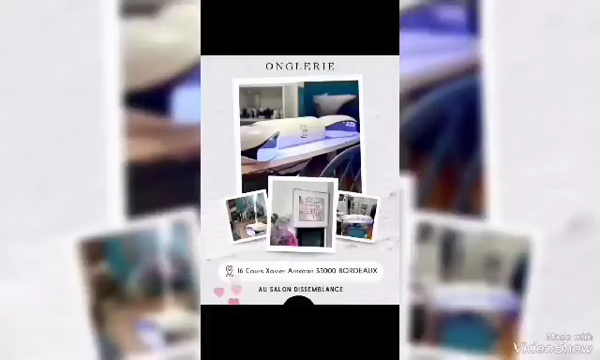 ONGLERIE
16 Cours Xavier Arnozan 33000 BORDEAUX
AU SALON DISSEMBLANCE
Made with
VideoShow